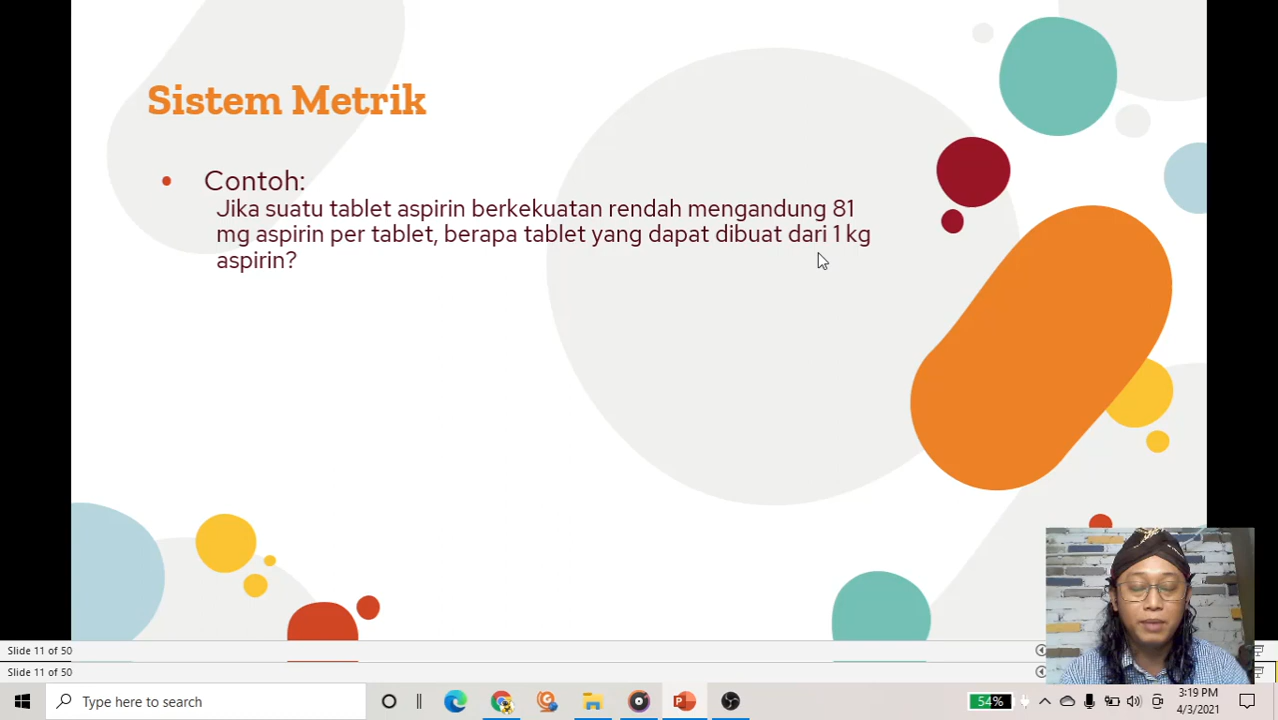 Sistem Metrik
• Contoh:
Jika suatu tablet aspirin berkekuatan rendah mengandung 81
mg aspirin per tablet, berapa tablet yang dapat dibuat dari 1 kg
aspirin?
Slide 11 of 50
Slide 11 of 50
Type here to search
54%
3:19 PM
4/3/2021